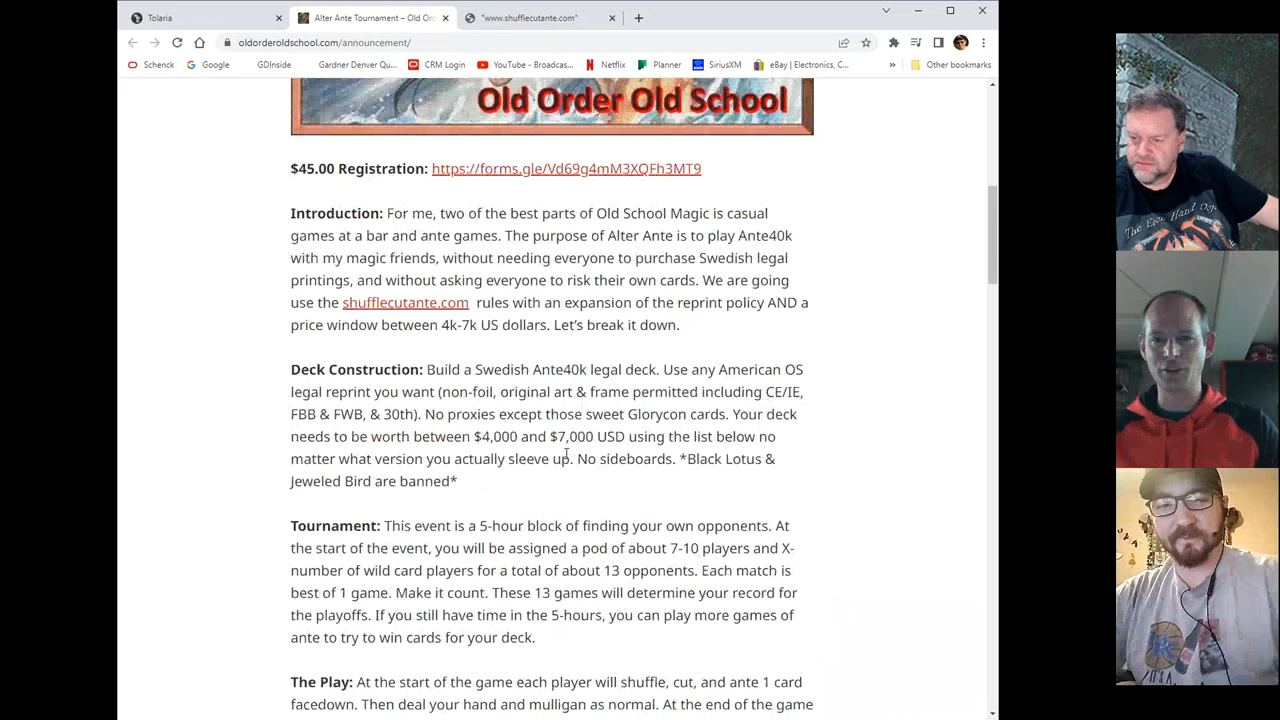 Tolaria
Alter Ante Tournament – Old Or
"www.shufflecutante.com"
oldorderoldschool.com/announcement/
Schenck
Google
GDInside
Gardner Denver Qu...
CRM Login
YouTube - Broadcas...
Netflix
Planner
SiriusXM
eBay | Electronics, C...
»
Other bookmarks
Old Order Old School
$45.00 Registration: https://forms.gle/Vd69g4mM3XQFh3MT9
Introduction: For me, two of the best parts of Old School Magic is casual
games at a bar and ante games. The purpose of Alter Ante is to play Ante40k
with my magic friends, without needing everyone to purchase Swedish legal
printings, and without asking everyone to risk their own cards. We are going
use the shufflecutante.com rules with an expansion of the reprint policy AND a
price window between 4k-7k US dollars. Let's break it down.
Deck Construction: Build a Swedish Ante40k legal deck. Use any American OS
legal reprint you want (non-foil, original art & frame permitted including CE/IE,
FBB & FWB, & 30th). No proxies except those sweet Glorycon cards. Your deck
needs to be worth between $4,000 and $7,000 USD using the list below no
matter what version you actually sleeve up. No sideboards. *Black Lotus &
Jeweled Bird are banned*
Tournament: This event is a 5-hour block of finding your own opponents. At
the start of the event, you will be assigned a pod of about 7-10 players and X-
number of wild card players for a total of about 13 opponents. Each match is
best of 1 game. Make it count. These 13 games will determine your record for
the playoffs. If you still have time in the 5-hours, you can play more games of
ante to try to win cards for your deck.
The Play: At the start of the game each player will shuffle, cut, and ante 1 card
facedown. Then deal your hand and mulligan as normal. At the end of the game